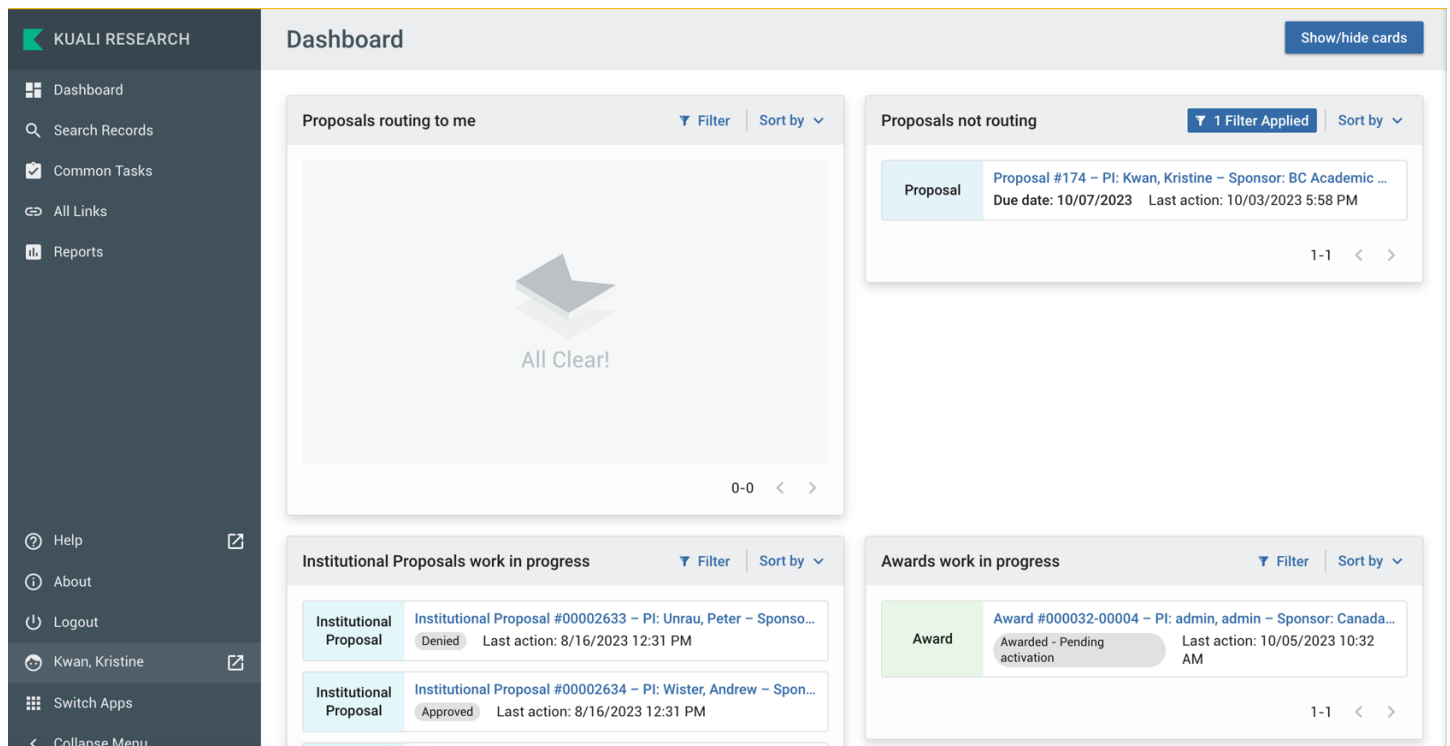 KUALI RESEARCH
Dashboard
Search Records
Common Tasks
All Links
Reports
Help
About
Logout
Kwan, Kristine
Switch Apps
Collapse Menu
Dashboard
Show/hide cards
Proposals routing to me
Filter
Sort by
All Clear!
0-0
Proposals not routing
1 Filter Applied
Sort by
Proposal
Proposal #174 – PI: Kwan, Kristine – Sponsor: BC Academic ...
Due date: 10/07/2023 Last action: 10/03/2023 5:58 PM
1-1
Institutional Proposals work in progress
Filter
Sort by
Institutional
Proposal
Institutional Proposal #00002633 – PI: Unrau, Peter – Sponso...
Denied Last action: 8/16/2023 12:31 PM
Institutional
Proposal
Institutional Proposal #00002634 – PI: Wister, Andrew – Spon...
Approved Last action: 8/16/2023 12:31 PM
Awards work in progress
Filter
Sort by
Award
Award #000032-00004 – PI: admin, admin – Sponsor: Canada...
Awarded - Pending
activation
Last action: 10/05/2023 10:32
AM
1-1